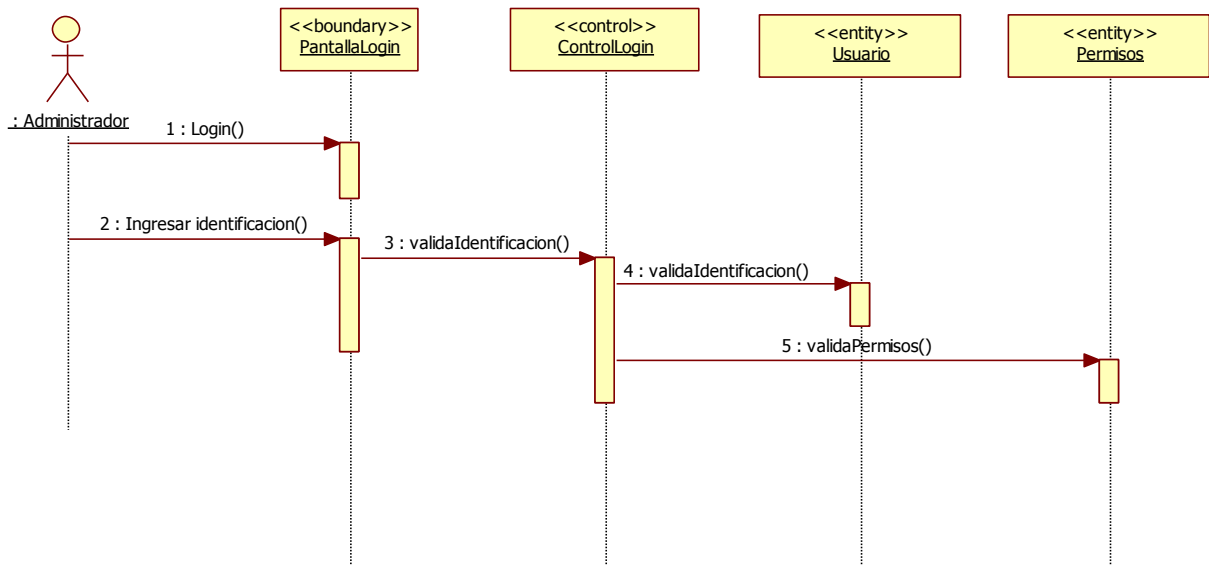 <<boundary>>
PantallaLogin
<<control>>
ControlLogin
<<entity>>
Usuario
<<entity>>
Permisos
: Administrador
1 : Login()
2 : Ingresar identificacion()
3 : validaIdentificacion()
4 : validaIdentificacion()
5 : validaPermisos()